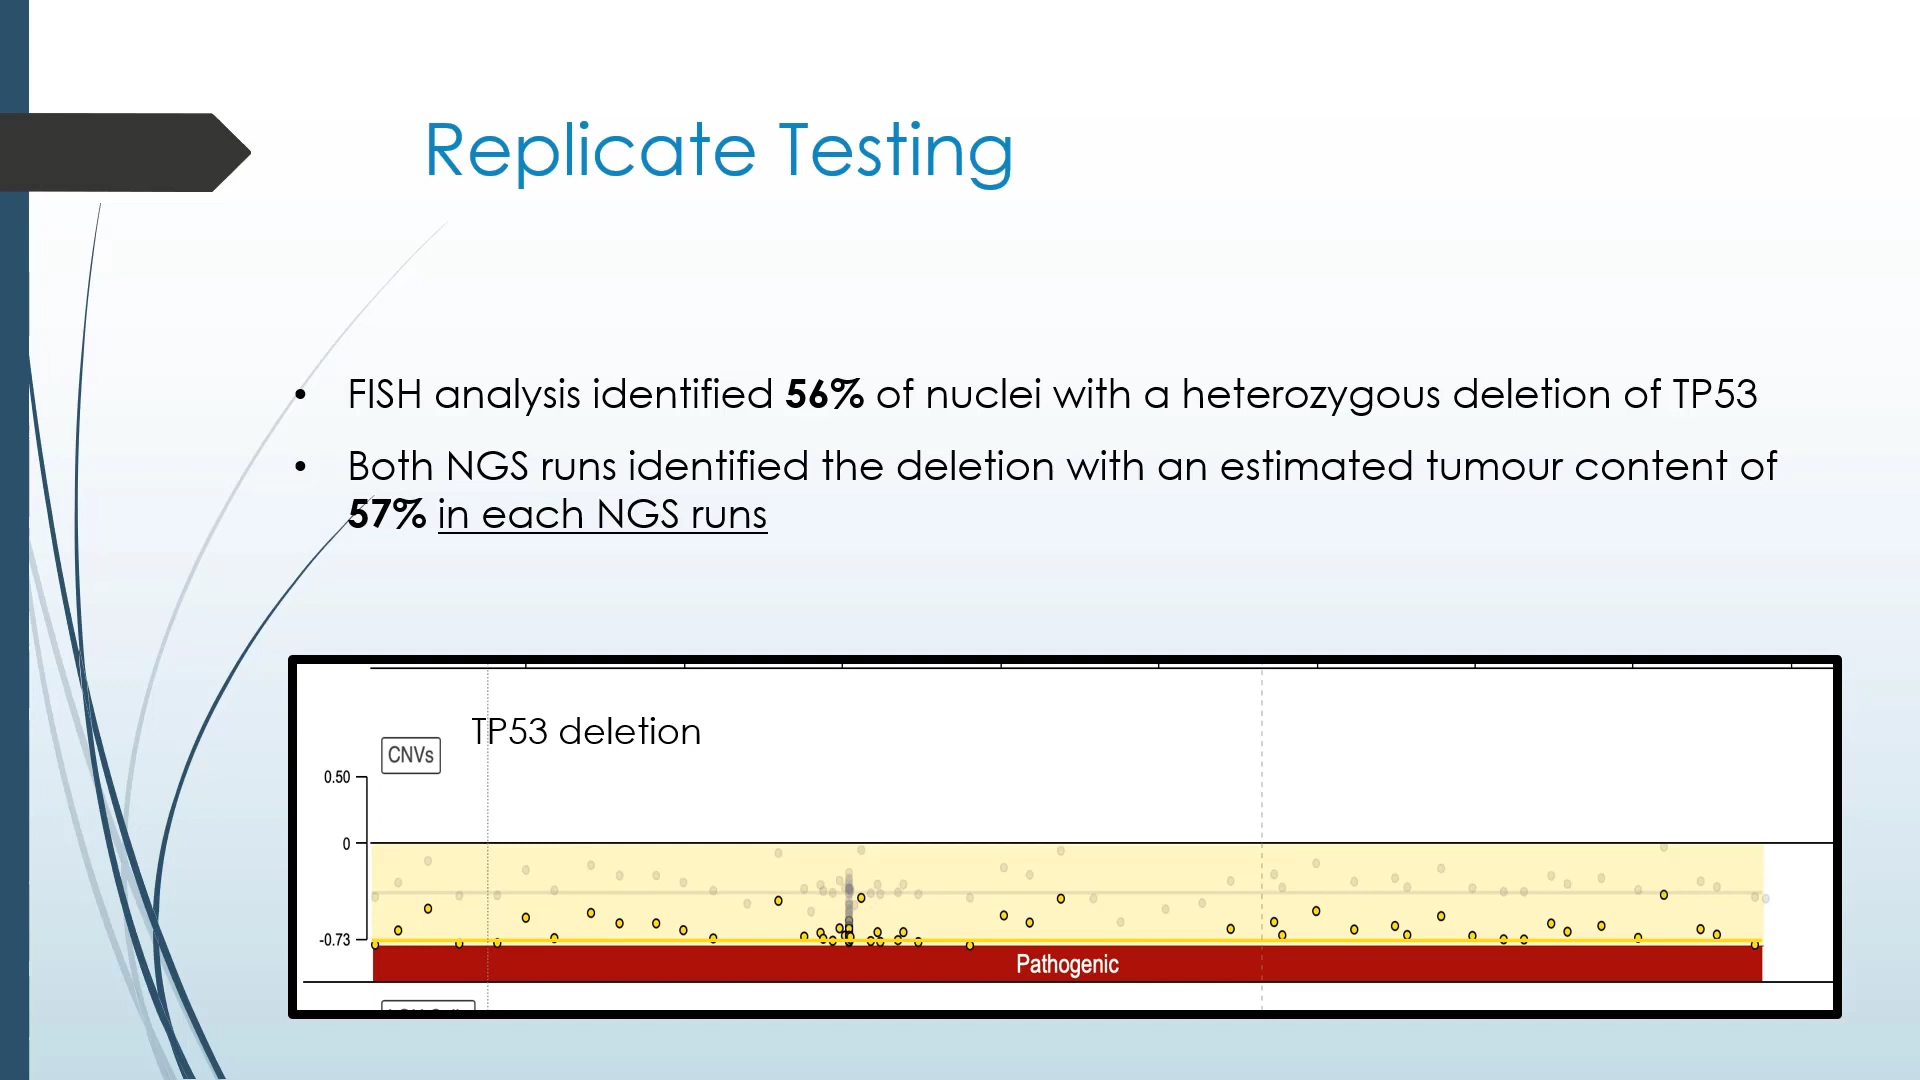 Replicate Testing
• FISH analysis identified 56% of nuclei with a heterozygous deletion of TP53
• Both NGS runs identified the deletion with an estimated tumour content of
57% in each NGS runs
TP53 deletion
CNVs
0.50
0
-0.73
Pathogenic